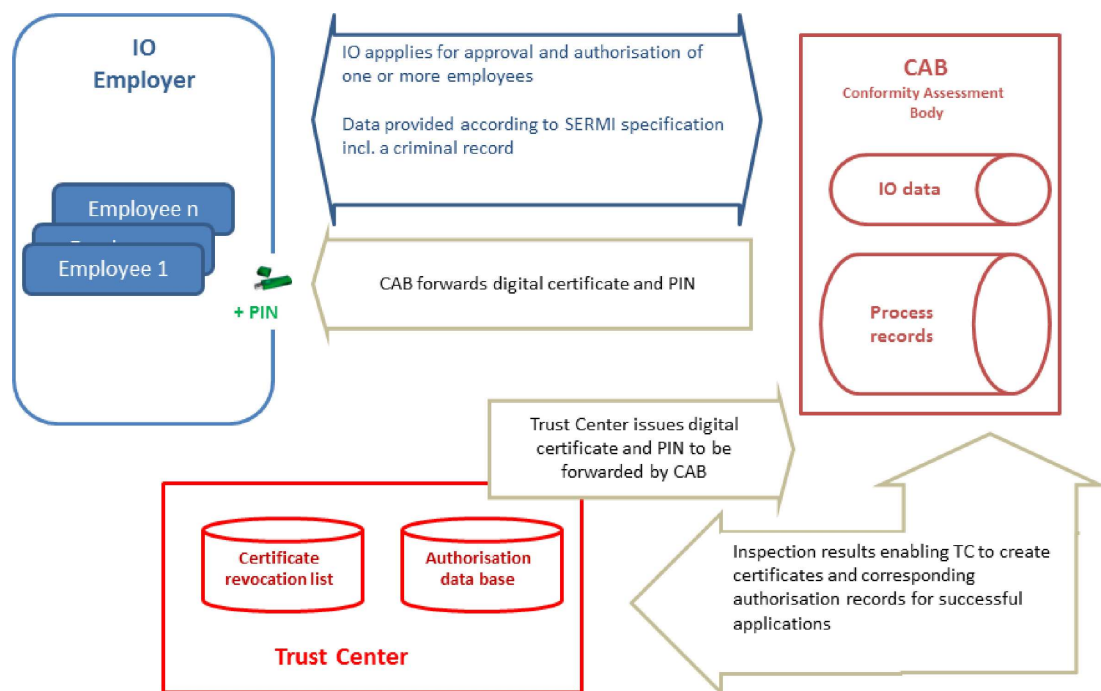 IO
Employer
Employee n
Employee 1
+ PIN
IO appplies for approval and authorisation of
one or more employees
Data provided according to SERMI specification
incl. a criminal record
CAB forwards digital certificate and PIN
CAB
Conformity Assessment
Body
IO data
Process
records
Trust Center issues digital
certificate and PIN to be
forwarded by CAB
Certificate
revocation list
Authorisation
data base
Trust Center
Inspection results enabling TC to create
certificates and corresponding
authorisation records for successful
applications